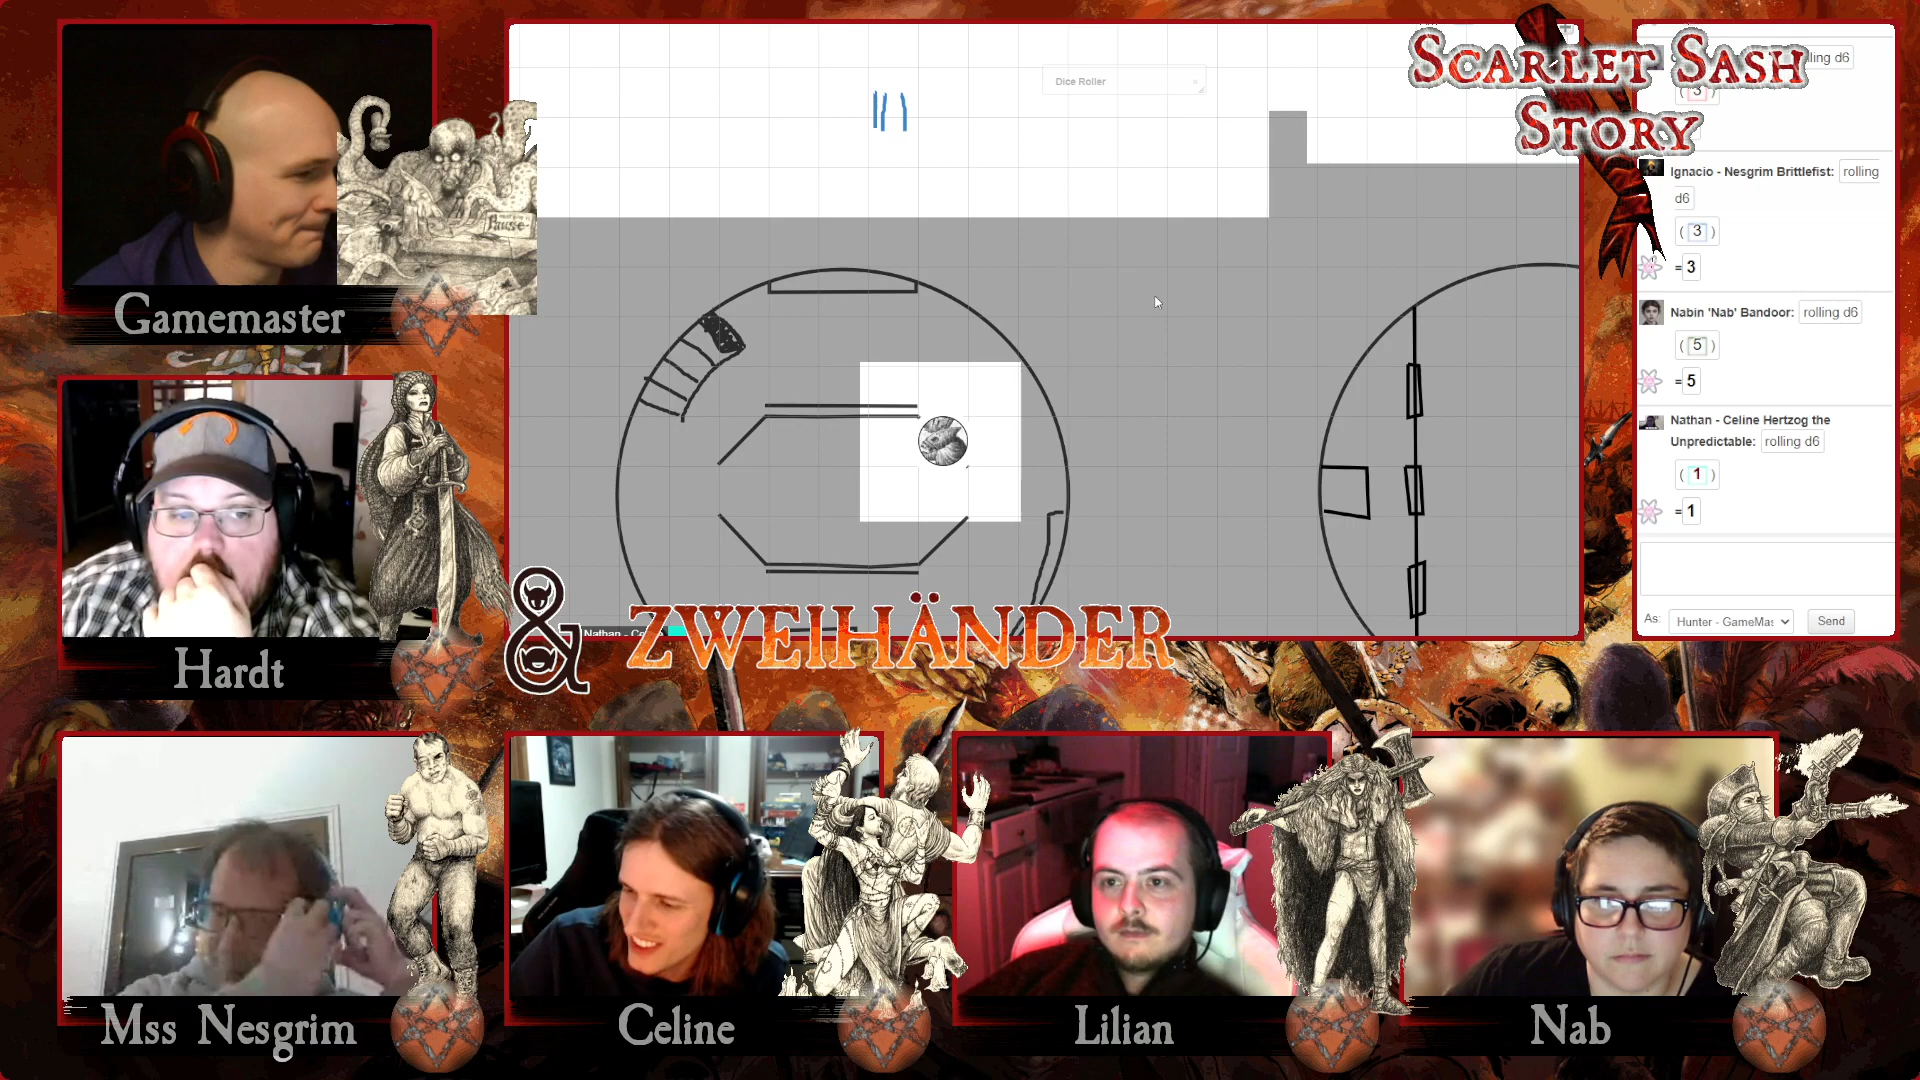 Scarlet Sash
Story
Dice Roller
Pause
Gamemaster
Hardt
Mss Nesgrim
Celine
Lilian
Nab
& ZWEIHÄNDER
lling d6
( 3 )
Ignacio - Nesgrim Brittlefist: rolling
d6
( 3 )
= 3
Nabin 'Nab' Bandoor: rolling d6
( 5 )
= 5
Nathan - Celine Hertzog the
Unpredictable: rolling d6
( 1 )
= 1
As: Hunter - GameMas Send